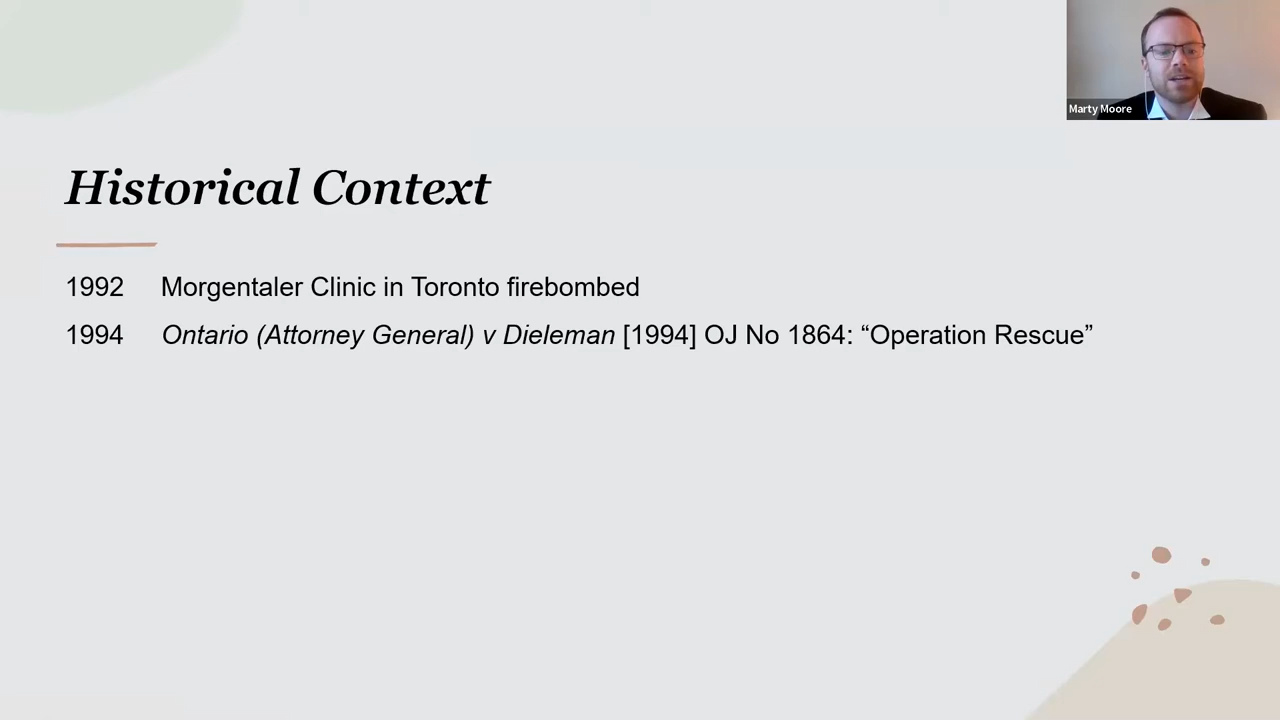 Marty Moore
Historical Context
1992 Morgentaler Clinic in Toronto firebombed
1994 Ontario (Attorney General) v Dieleman [1994] OJ No 1864: “Operation Rescue”